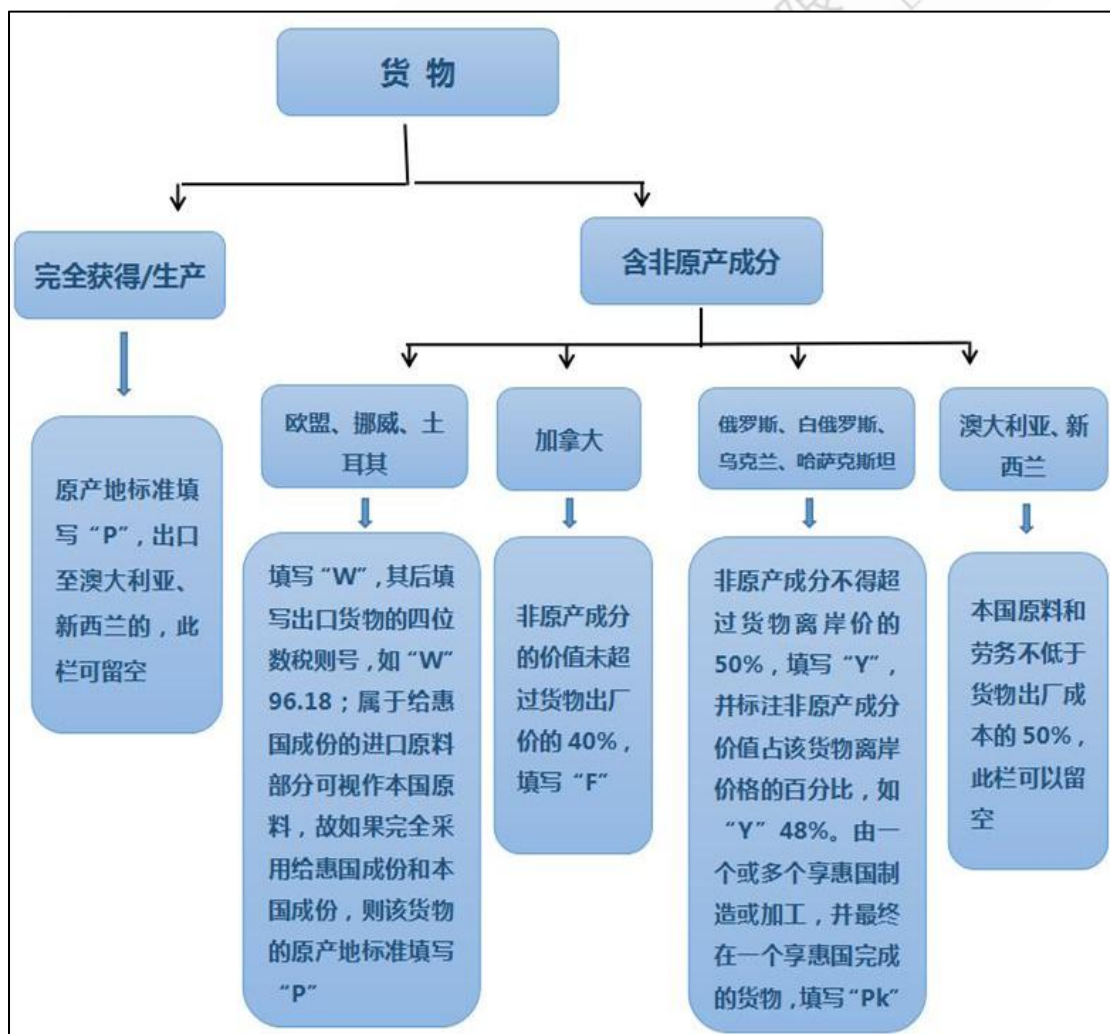 货 物
完全获得/生产
含非原产成分
原产地标准填
写“P”，出口
至澳大利亚、
新西兰的，此
栏可留空
欧盟、挪威、土
耳其
填写“W”，其后填
写出口货物的四位
数税则号，如“W”
96.18；属于给惠
国成份的进口原料
部分可视作本国原
料，故如果完全采
用给惠国成份和本
国成份，则该货物
的原产地标准填写
“P”
加拿大
非原产成分
的价值未超
过货物出厂
价的 40%，
填写“F”
俄罗斯、白俄罗斯、
乌克兰、哈萨克斯坦
非原产成分不得超
过货物离岸价的
50%，填写“Y”，
并标注非原产成分
价值占该货物离岸
价格的百分比，如
“Y” 48%。由一
个或多个享惠国制
造或加工，并最终
在一个享惠国完成
的货物，填写“Pk”
澳大利亚、新
西兰
本国原料和
劳务不低于
货物出厂成
本的 50%，
此栏可以留
空